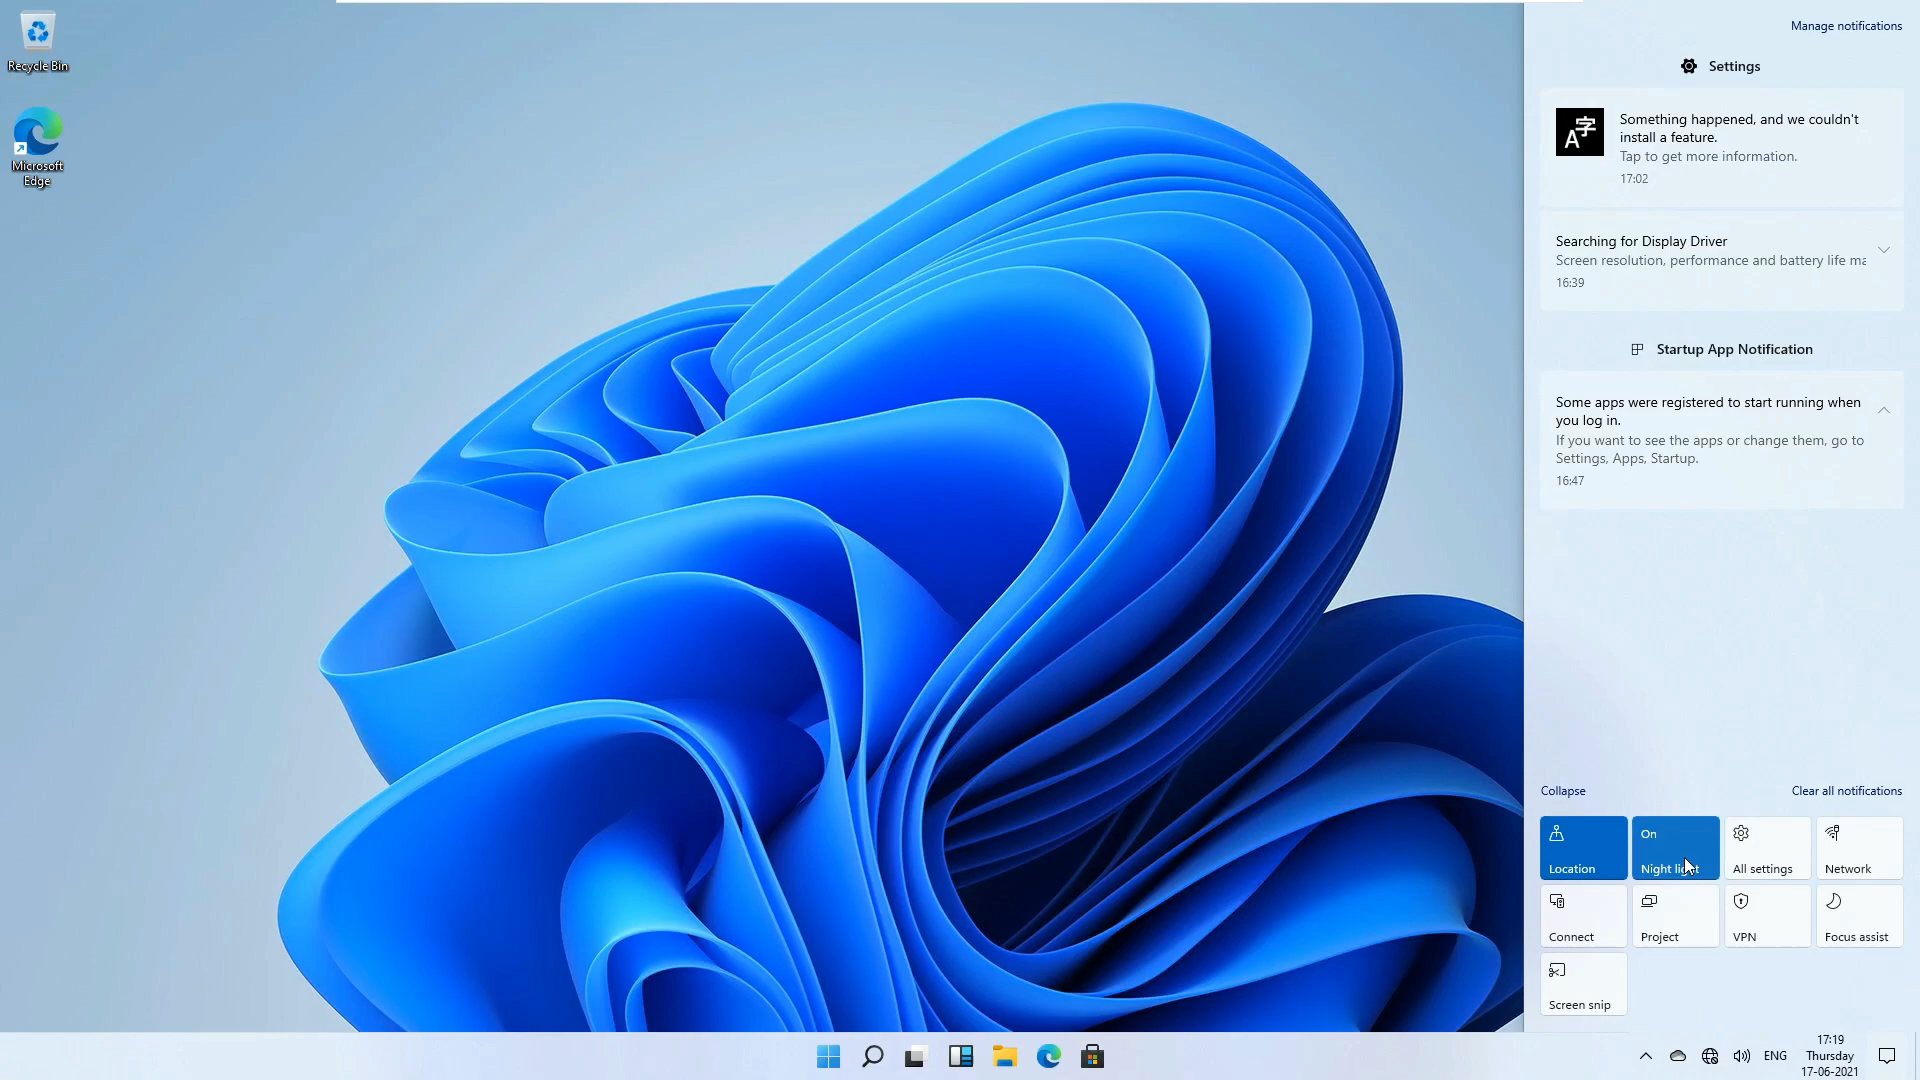 Recycle Bin
Microsoft
Edge
Manage notifications
Settings
Something happened, and we couldn't
install a feature.
Tap to get more information.
17:02
Searching for Display Driver
Screen resolution, performance and battery life ma
16:39
Startup App Notification
Some apps were registered to start running when
you log in.
If you want to see the apps or change them, go to
Settings, Apps, Startup.
16:47
Collapse
Clear all notifications
Location
On
Night light
All settings
Network
Connect
Project
VPN
Focus assist
Screen snip
ENG
17:19
Thursday
17-06-2021